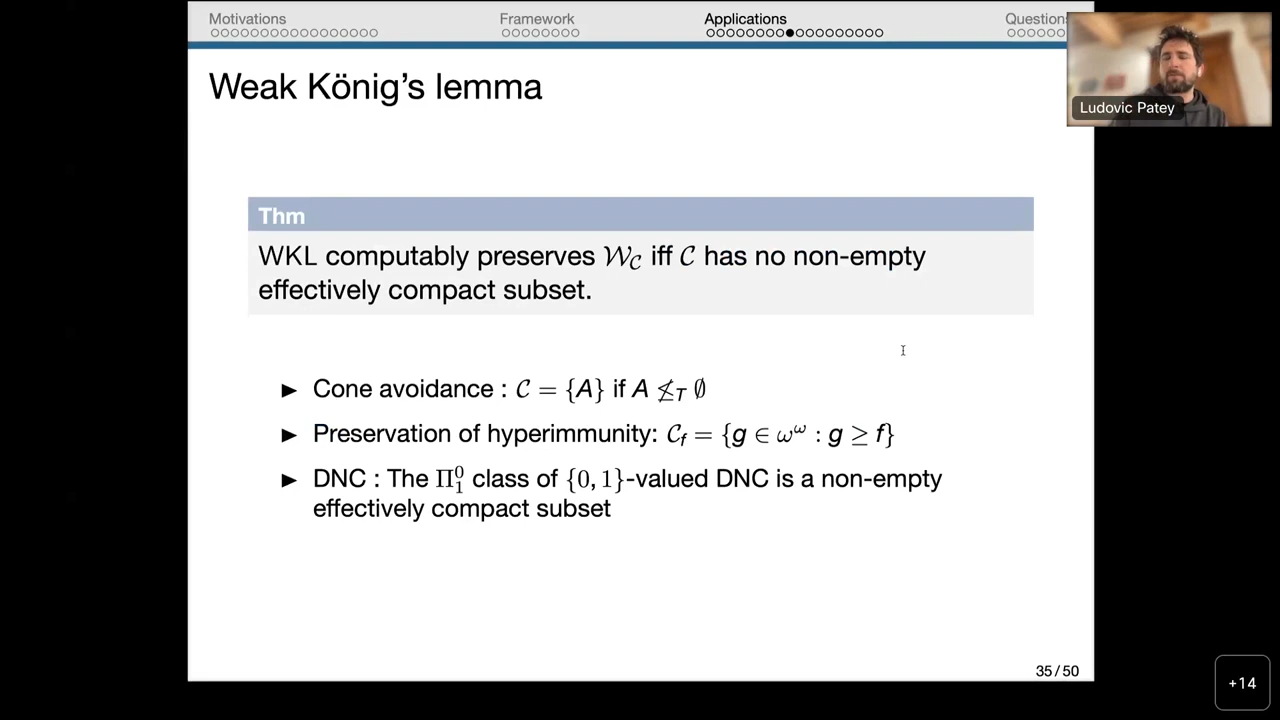 Motivations Framework Applications Question
Ludovic Patey
Weak König's lemma
Thm
WKL computably preserves 𝒲_𝒞 iff 𝒞 has no non-empty
effectively compact subset.
► Cone avoidance : 𝒞 = {A} if A ≰_T ∅
► Preservation of hyperimmunity: 𝒞_f = {g ∈ ω^ω : g ≥ f}
► DNC : The Π⁰₁ class of {0, 1}-valued DNC is a non-empty
effectively compact subset
35 / 50
+14